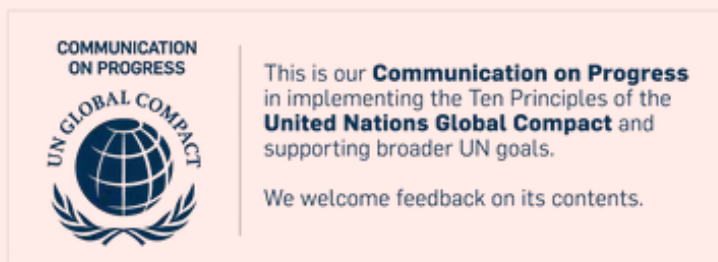 COMMUNICATION
ON PROGRESS
UN GLOBAL COMPACT
This is our Communication on Progress
in implementing the Ten Principles of the
United Nations Global Compact and
supporting broader UN goals.
We welcome feedback on its contents.